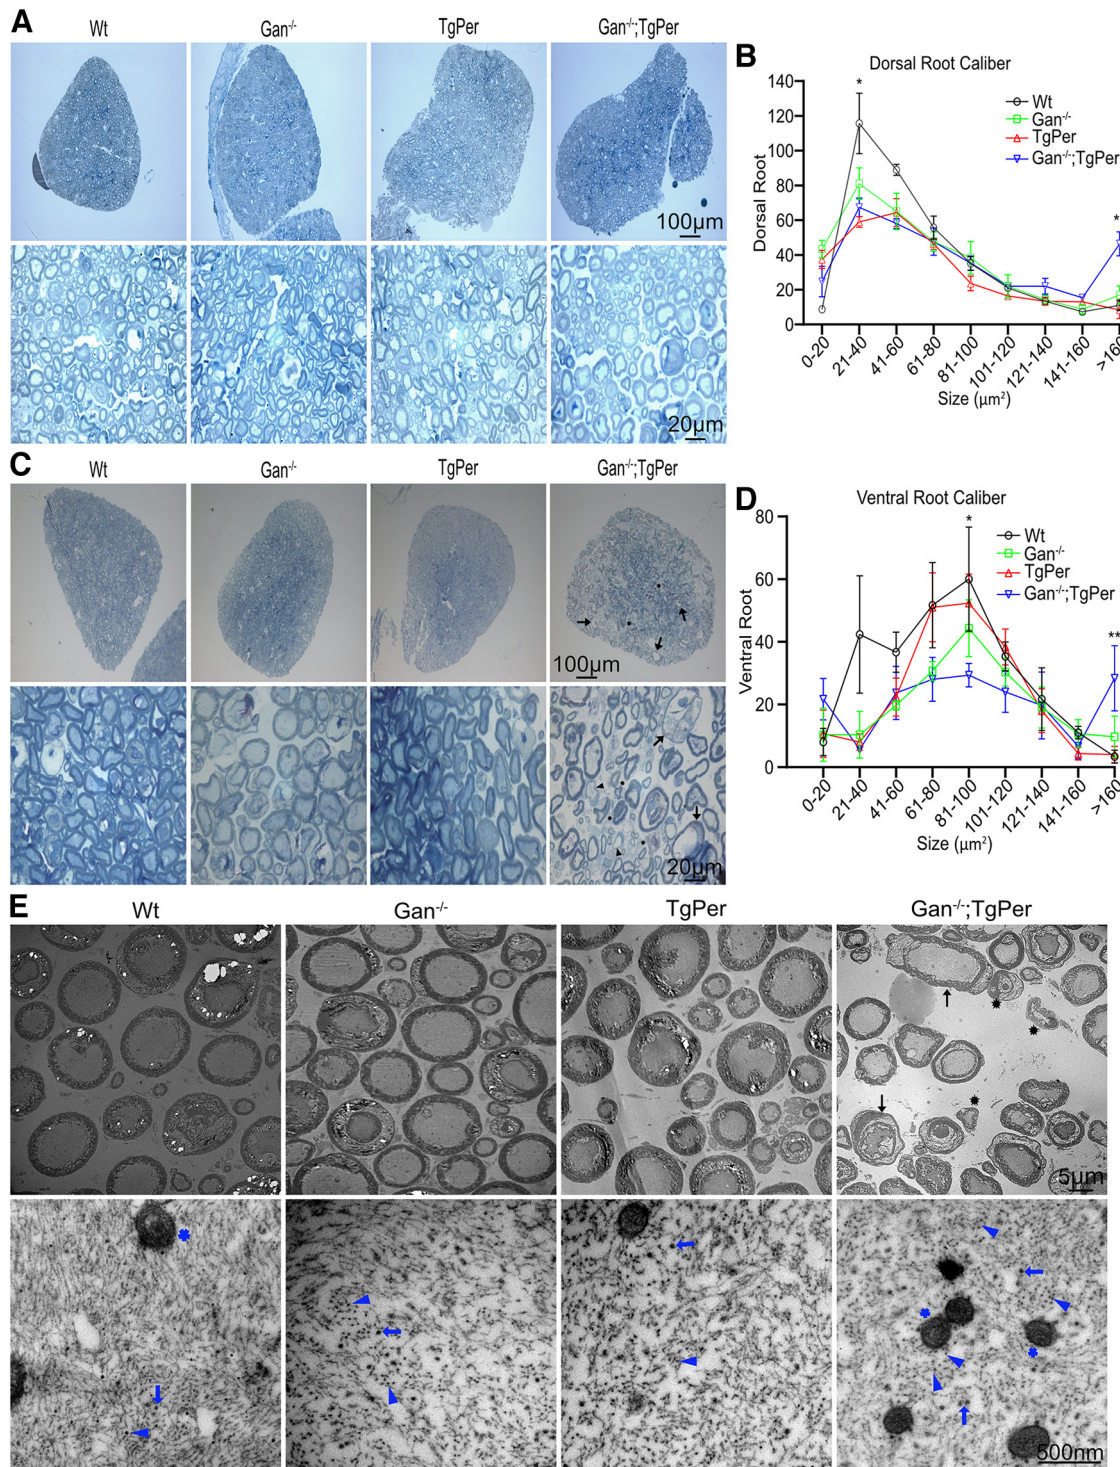 A
Wt
Gan-/-
TgPer
Gan-/-;TgPer
100µm
20µm
B
Dorsal Root Caliber
Dorsal Root
140
120
100
80
60
40
20
0
*
*
Wt
Gan-/-
TgPer
Gan-/-;TgPer
0-20
21-40
41-60
61-80
81-100
101-120
121-140
141-160
>160
Size (µm²)
C
Wt
Gan-/-
TgPer
Gan-/-;TgPer
100µm
20µm
D
Ventral Root Caliber
Ventral Root
80
60
40
20
0
*
**
Wt
Gan-/-
TgPer
Gan-/-;TgPer
0-20
21-40
41-60
61-80
81-100
101-120
121-140
141-160
>160
Size (µm²)
E
Wt
Gan-/-
TgPer
Gan-/-;TgPer
5µm
500nm